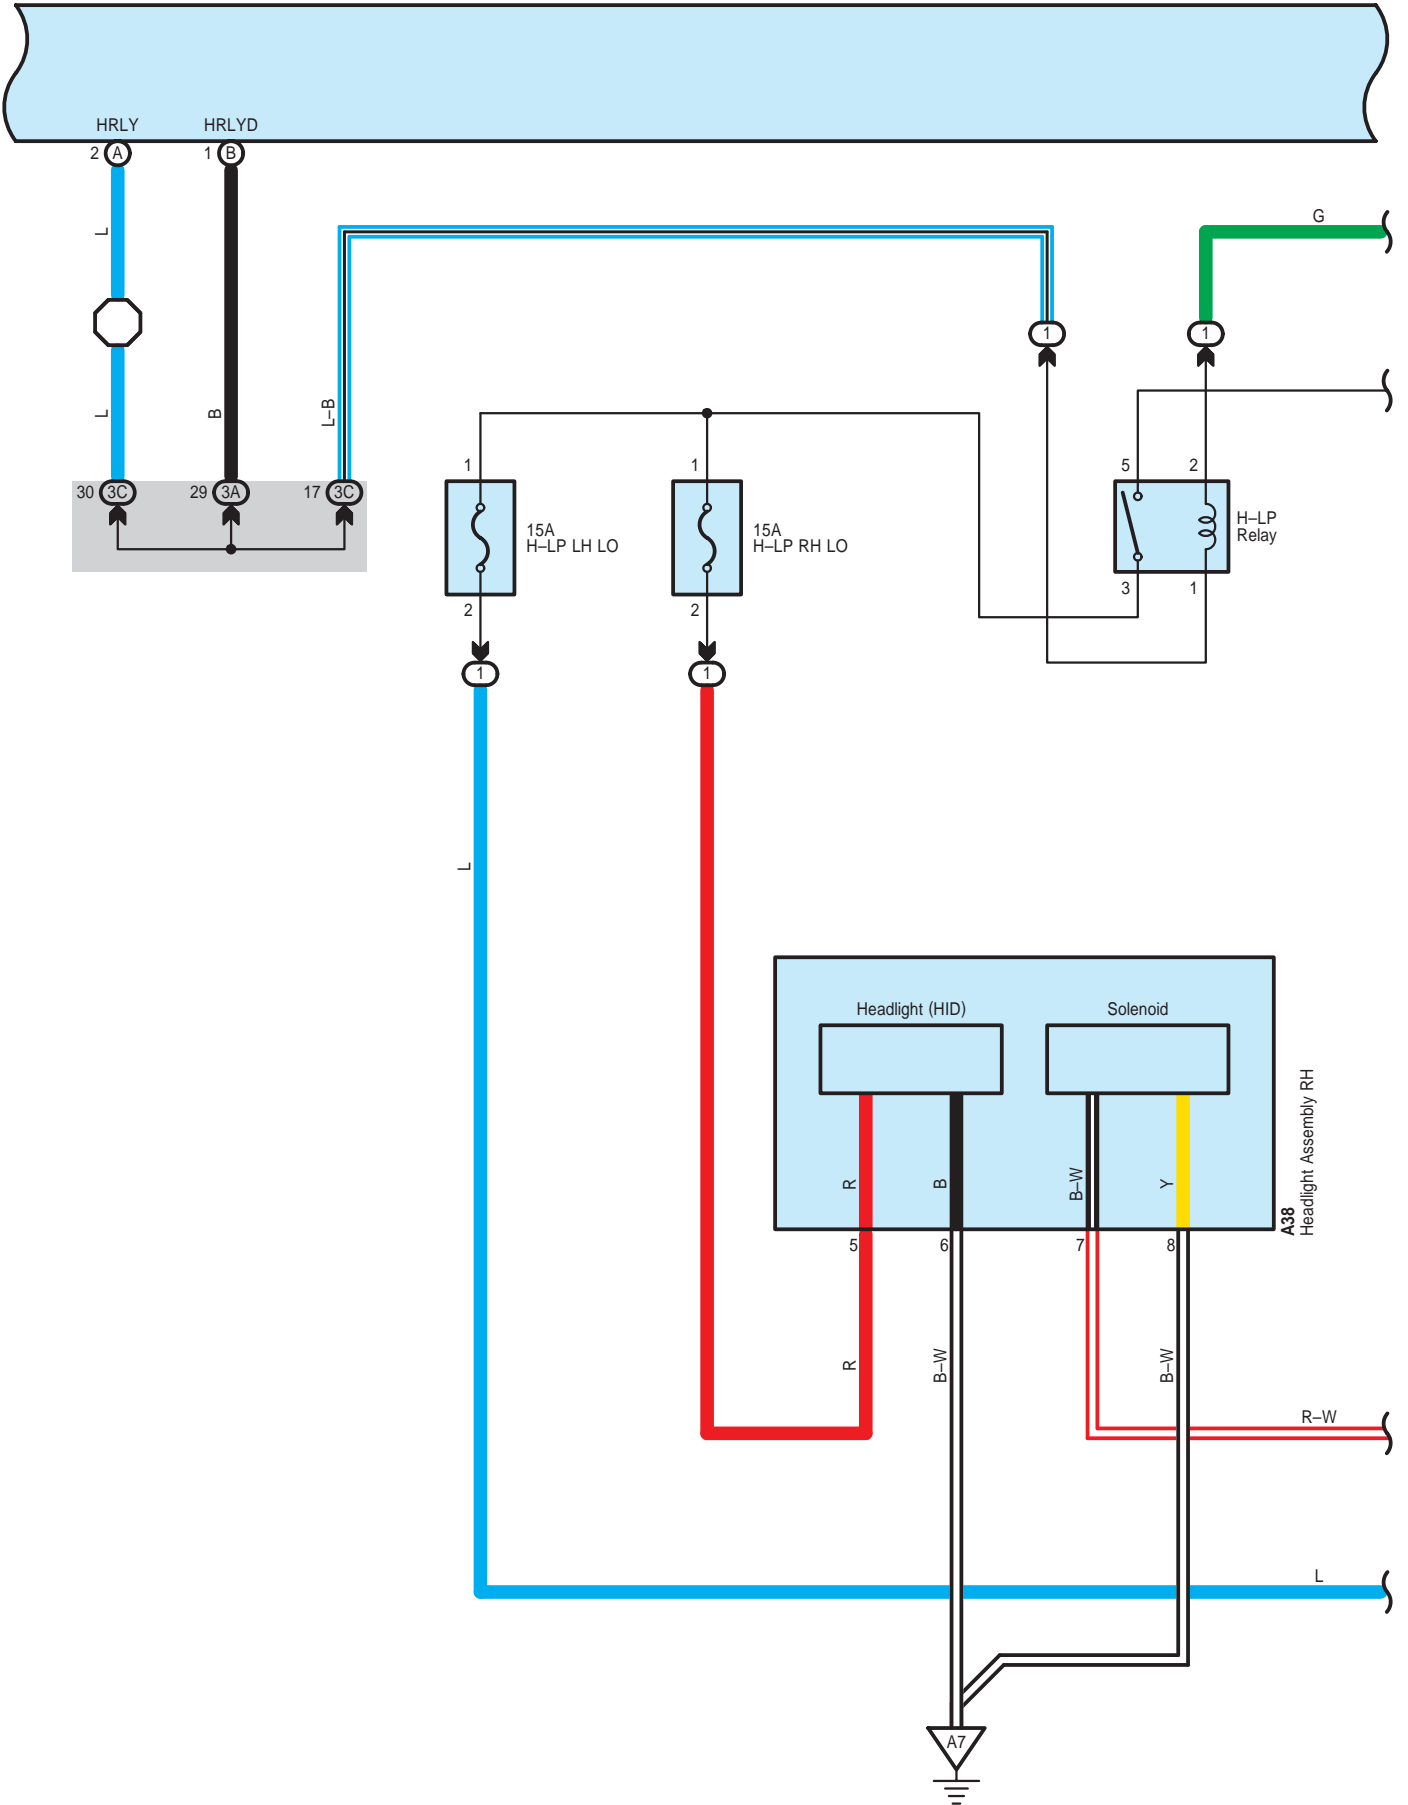 HRLY
HRLYD
2 A
1 B
G
L
1
1
L
B
L–B
1
1
5
2
30 3C
29 3A
17 3C
15A
H–LP LH LO
15A
H–LP RH LO
H–LP
Relay
2
2
3
1
1
1
L
Headlight (HID)
Solenoid
R
B
B–W
Y
A38
Headlight Assembly RH
5
6
7
8
R
B–W
B–W
R–W
L
A7